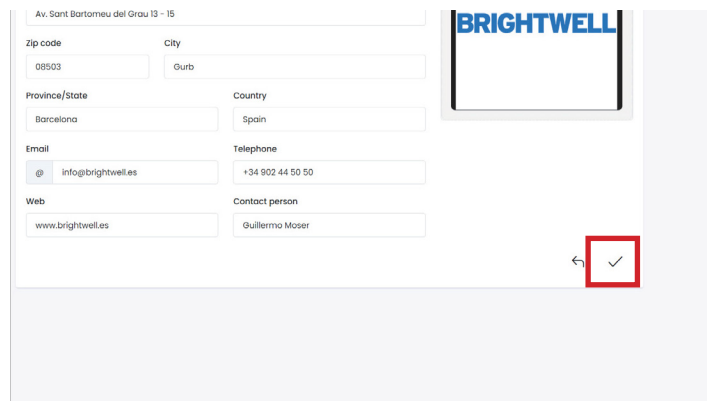 Av. Sant Bartomeu del Grau 13 - 15
BRIGHTWELL
Zip code City
08503 Gurb
Province/State Country
Barcelona Spain
Email Telephone
@ info@brightwell.es +34 902 44 50 50
Web Contact person
www.brightwell.es Guillermo Moser